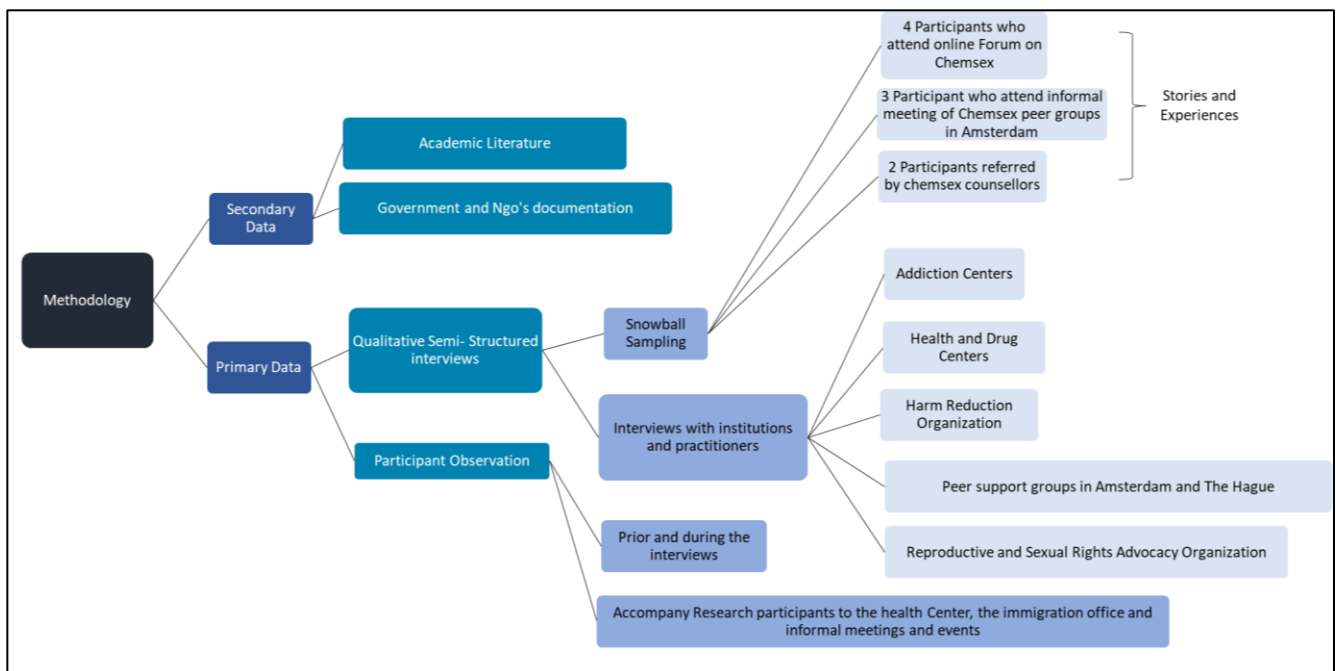 Methodology
Secondary
Data
Primary Data
Academic Literature
Government and Ngo's documentation
Qualitative Semi- Structured
interviews
Participant Observation
Snowball
Sampling
Interviews with institutions
and practitioners
Prior and during the
interviews
Accompany Research participants to the health Center, the immigration office and
informal meetings and events
4 Participants who
attend online Forum on
Chemsex
3 Participant who attend informal
meeting of Chemsex peer groups
in Amsterdam
2 Participants referred
by chemsex counsellors
Stories and
Experiences
Addiction Centers
Health and Drug
Centers
Harm Reduction
Organization
Peer support groups in Amsterdam and The Hague
Reproductive and Sexual Rights Advocacy Organization